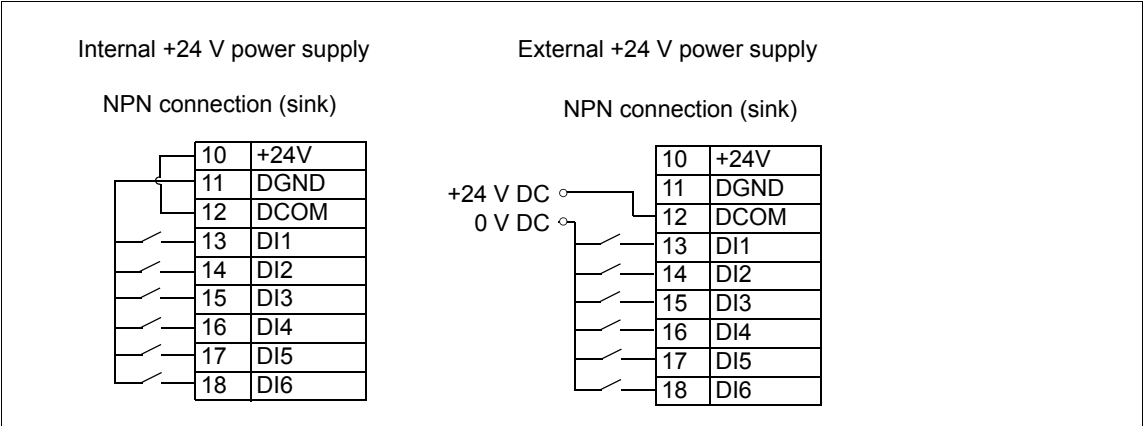 Internal +24 V power supply
NPN connection (sink)
10 +24V
11 DGND
12 DCOM
13 DI1
14 DI2
15 DI3
16 DI4
17 DI5
18 DI6
External +24 V power supply
NPN connection (sink)
+24 V DC
0 V DC
10 +24V
11 DGND
12 DCOM
13 DI1
14 DI2
15 DI3
16 DI4
17 DI5
18 DI6